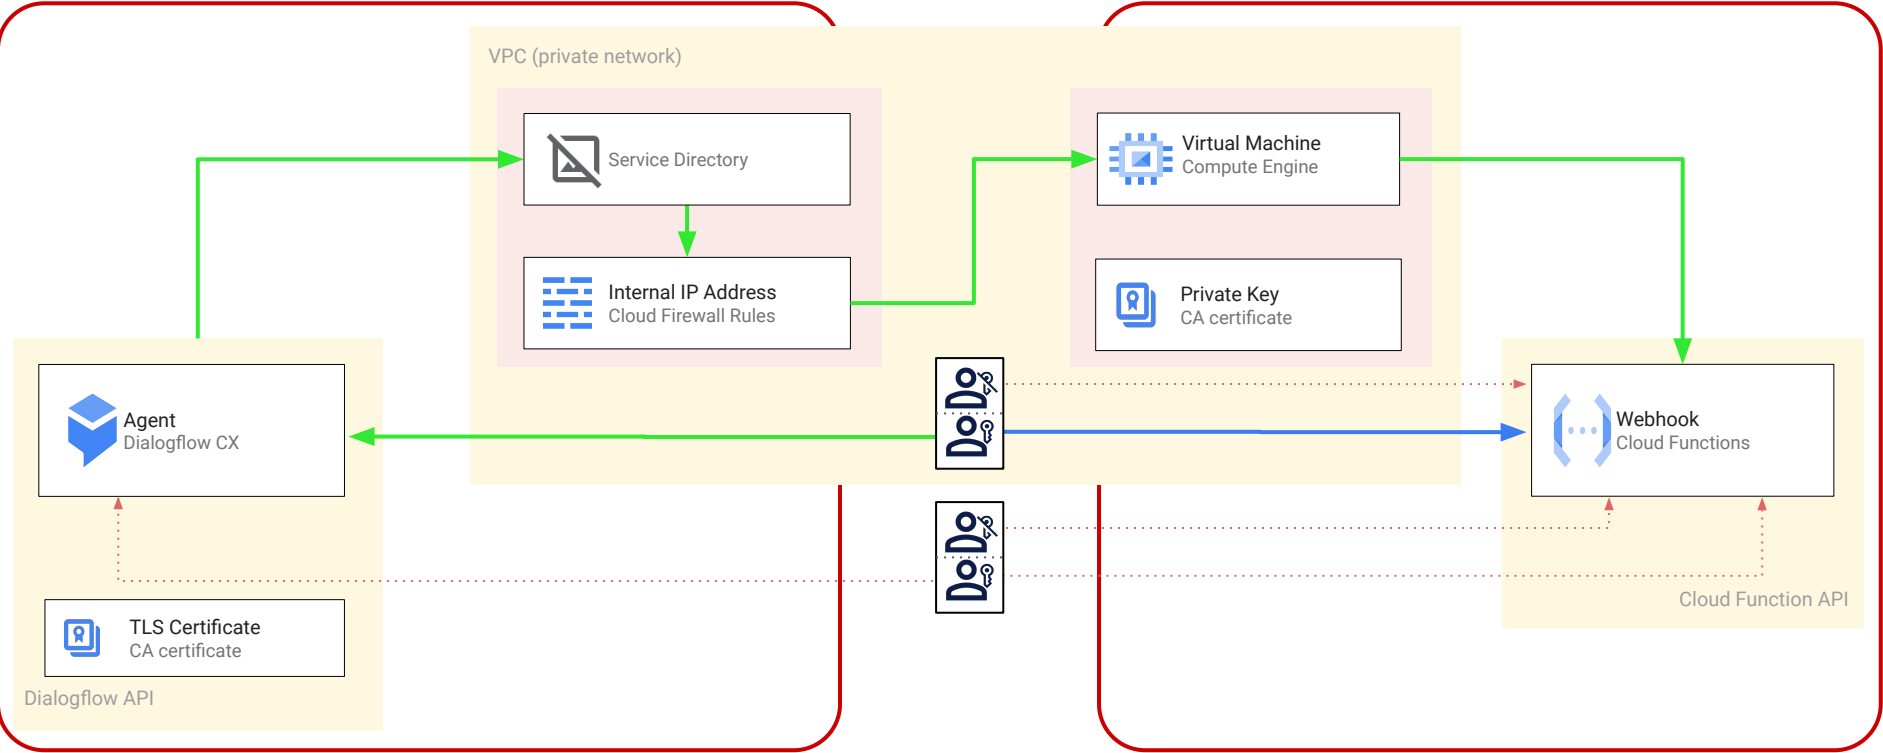 VPC (private network)
Service Directory
Virtual Machine
Compute Engine
Internal IP Address
Cloud Firewall Rules
Private Key
CA certificate
Agent
Dialogflow CX
Webhook
Cloud Functions
TLS Certificate
CA certificate
Dialogflow API
Cloud Function API